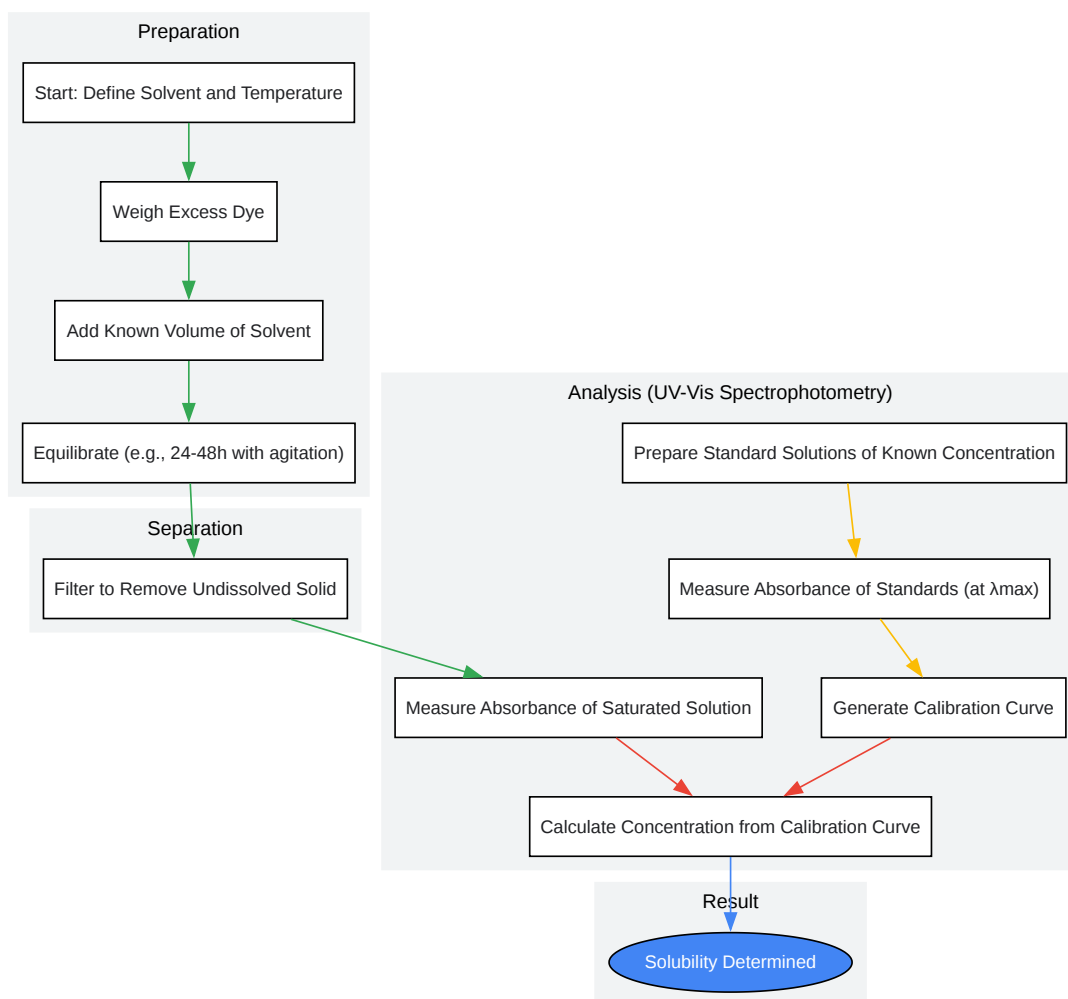 Preparation
Start: Define Solvent and Temperature
Weigh Excess Dye
Add Known Volume of Solvent
Equilibrate (e.g., 24-48h with agitation)
Separation
Filter to Remove Undissolved Solid
Analysis (UV-Vis Spectrophotometry)
Prepare Standard Solutions of Known Concentration
Measure Absorbance of Standards (at λmax)
Measure Absorbance of Saturated Solution
Generate Calibration Curve
Calculate Concentration from Calibration Curve
Result
Solubility Determined